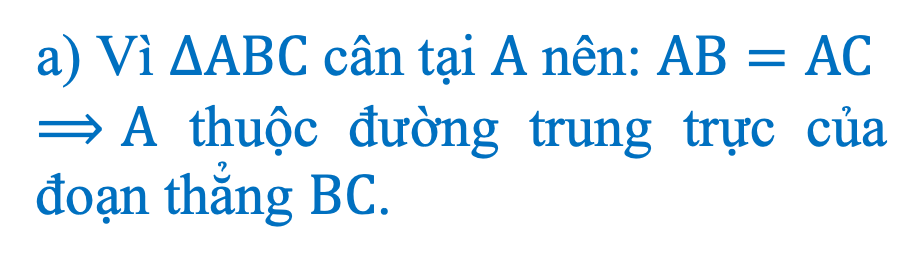 a) Vì ΔABC cân tại A nên: AB = AC
⟹ A thuộc đường trung trực của
đoạn thẳng BC.